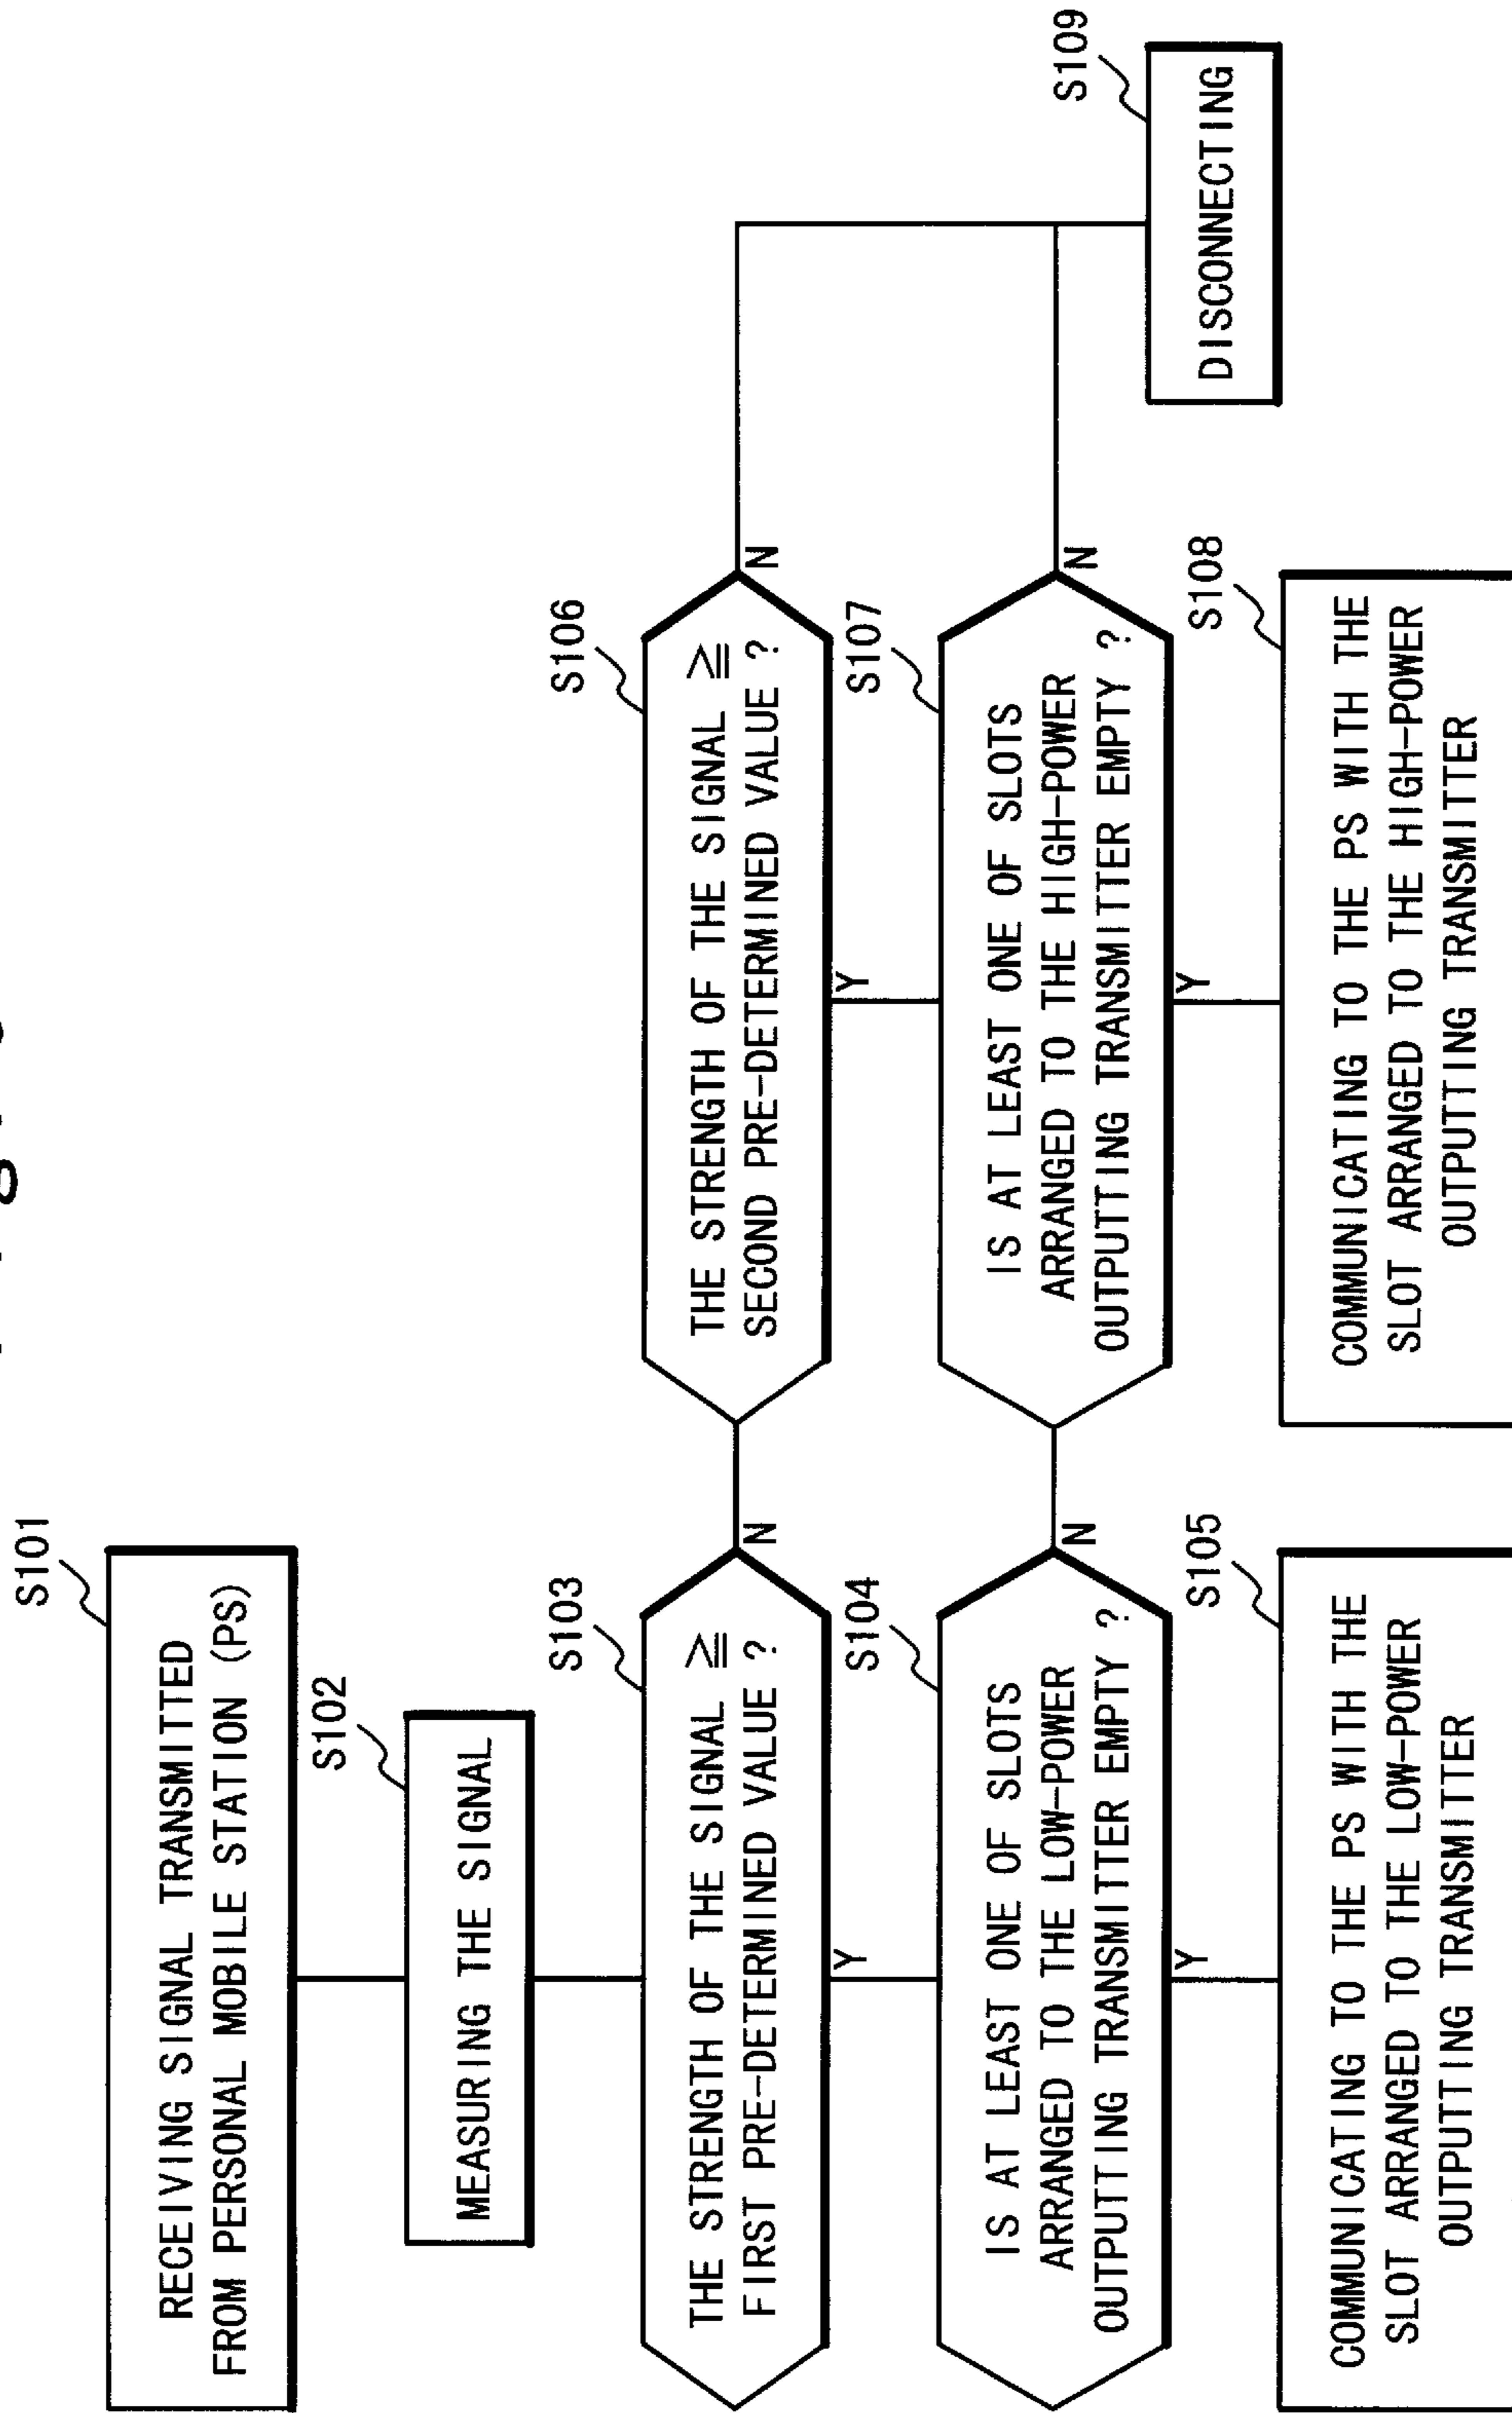 S101
RECEIVING SIGNAL TRANSMITTED
FROM PERSONAL MOBILE STATION (PS)
S102
MEASURING THE SIGNAL
S103
THE STRENGTH OF THE SIGNAL ≧
FIRST PRE-DETERMINED VALUE ?
N
Y
S106
THE STRENGTH OF THE SIGNAL ≧
SECOND PRE-DETERMINED VALUE ?
N
Y
S104
IS AT LEAST ONE OF SLOTS
ARRANGED TO THE LOW-POWER
OUTPUTTING TRANSMITTER EMPTY ?
N
Y
S107
IS AT LEAST ONE OF SLOTS
ARRANGED TO THE HIGH-POWER
OUTPUTTING TRANSMITTER EMPTY ?
N
Y
S109
DISCONNECTING
S105
COMMUNICATING TO THE PS WITH THE
SLOT ARRANGED TO THE LOW-POWER
OUTPUTTING TRANSMITTER
S108
COMMUNICATING TO THE PS WITH THE
SLOT ARRANGED TO THE HIGH-POWER
OUTPUTTING TRANSMITTER